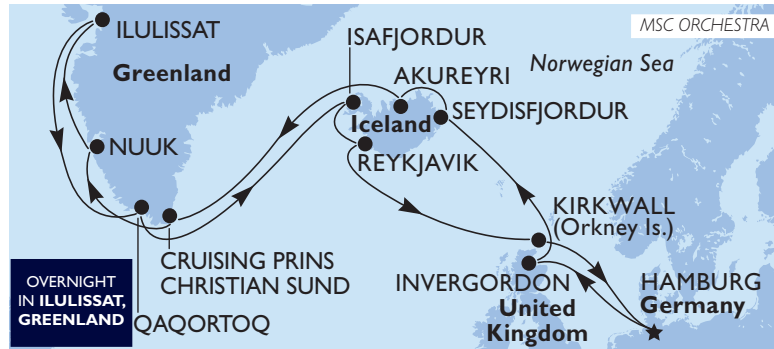 ILULISSAT
MSC ORCHESTRA
ISAFJORDUR
Greenland
AKUREYRI
Norwegian Sea
SEYDISFJORDUR
Iceland
NUUK
REYKJAVIK
KIRKWALL
(Orkney Is.)
CRUISING PRINS
CHRISTIAN SUND
INVERGORDON
HAMBURG
Germany
United
Kingdom
OVERNIGHT
IN ILULISSAT,
GREENLAND
QAQORTOQ